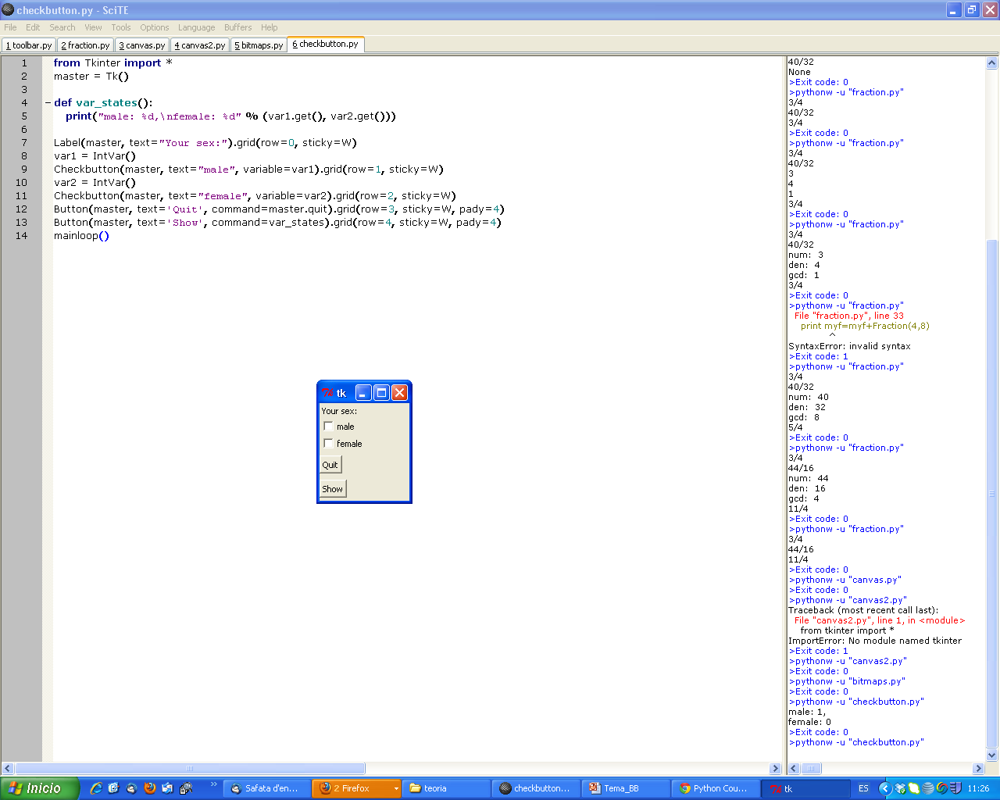 checkbutton.py - SciTE
File Edit Search View Tools Options Language Buffers Help
1 toolbar.py 2 fraction.py 3 canvas.py 4 canvas2.py 5 bitmaps.py 6 checkbutton.py
1 from Tkinter import *
2 master = Tk()
3
4 def var_states():
5 print("male: %d,\nfemale: %d" % (var1.get(), var2.get()))
6
7 Label(master, text="Your sex:").grid(row=0, sticky=W)
8 var1 = IntVar()
9 Checkbutton(master, text="male", variable=var1).grid(row=1, sticky=W)
10 var2 = IntVar()
11 Checkbutton(master, text="female", variable=var2).grid(row=2, sticky=W)
12 Button(master, text='Quit', command=master.quit).grid(row=3, sticky=W, pady=4)
13 Button(master, text='Show', command=var_states).grid(row=4, sticky=W, pady=4)
14 mainloop()
tk
Your sex:
male
female
Quit
Show
40/32
None
>Exit code: 0
>pythonw -u "fraction.py"
3/4
40/32
3/4
>Exit code: 0
>pythonw -u "fraction.py"
3/4
40/32
3
4
1
3/4
>Exit code: 0
>pythonw -u "fraction.py"
3/4
40/32
num: 3
den: 4
gcd: 1
3/4
>Exit code: 0
>pythonw -u "fraction.py"
File "fraction.py", line 33
print myf=myf+Fraction(4,8)
^
SyntaxError: invalid syntax
>Exit code: 1
>pythonw -u "fraction.py"
3/4
40/32
num: 40
den: 32
gcd: 8
5/4
>Exit code: 0
>pythonw -u "fraction.py"
3/4
44/16
num: 44
den: 16
gcd: 4
11/4
>Exit code: 0
>pythonw -u "fraction.py"
3/4
44/16
11/4
>Exit code: 0
>pythonw -u "canvas.py"
>Exit code: 0
>pythonw -u "canvas2.py"
Traceback (most recent call last):
File "canvas2.py", line 1, in <module>
from tkinter import *
ImportError: No module named tkinter
>Exit code: 1
>pythonw -u "canvas2.py"
>Exit code: 0
>pythonw -u "bitmaps.py"
>Exit code: 0
>pythonw -u "checkbutton.py"
male: 1,
female: 0
>Exit code: 0
>pythonw -u "checkbutton.py"
Inicio » Safata d'en... 2 Firefox teoria checkbutton... Tema_BB Python Cou... tk ES 11:26